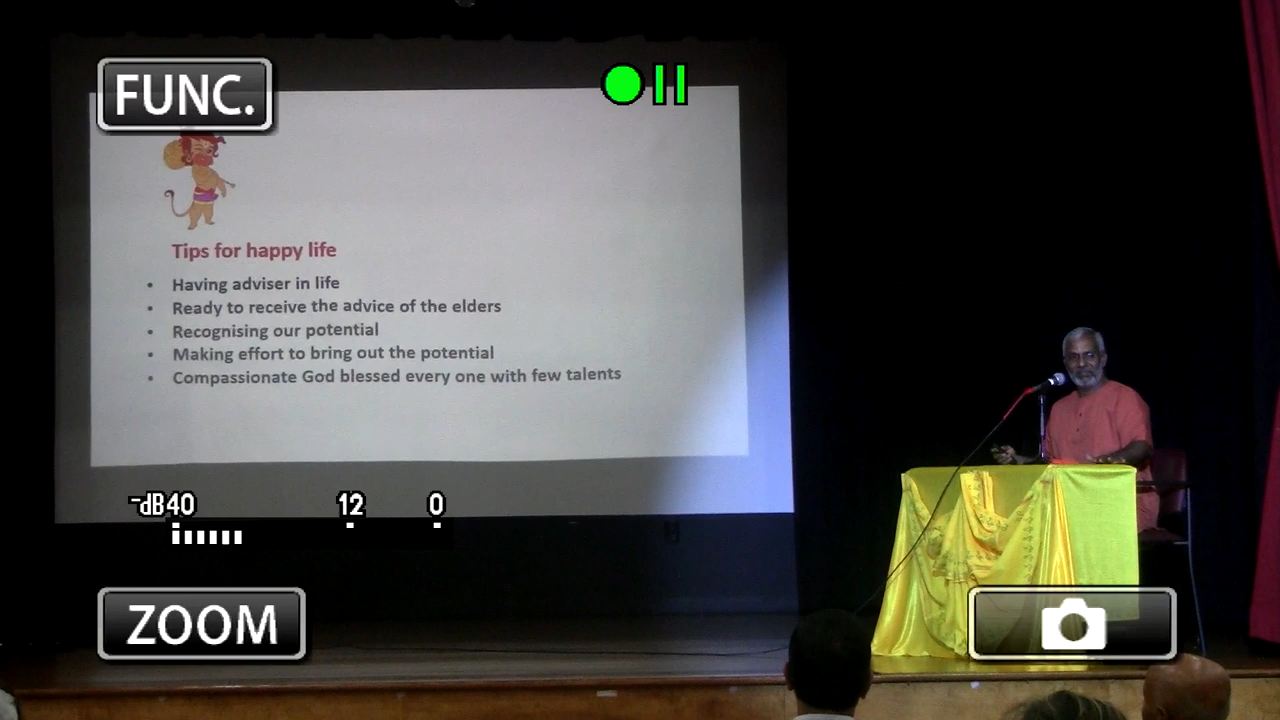 FUNC.
Tips for happy life
• Having adviser in life
• Ready to receive the advice of the elders
• Recognising our potential
• Making effort to bring out the potential
• Compassionate God blessed every one with few talents
-dB40 12 0
ZOOM